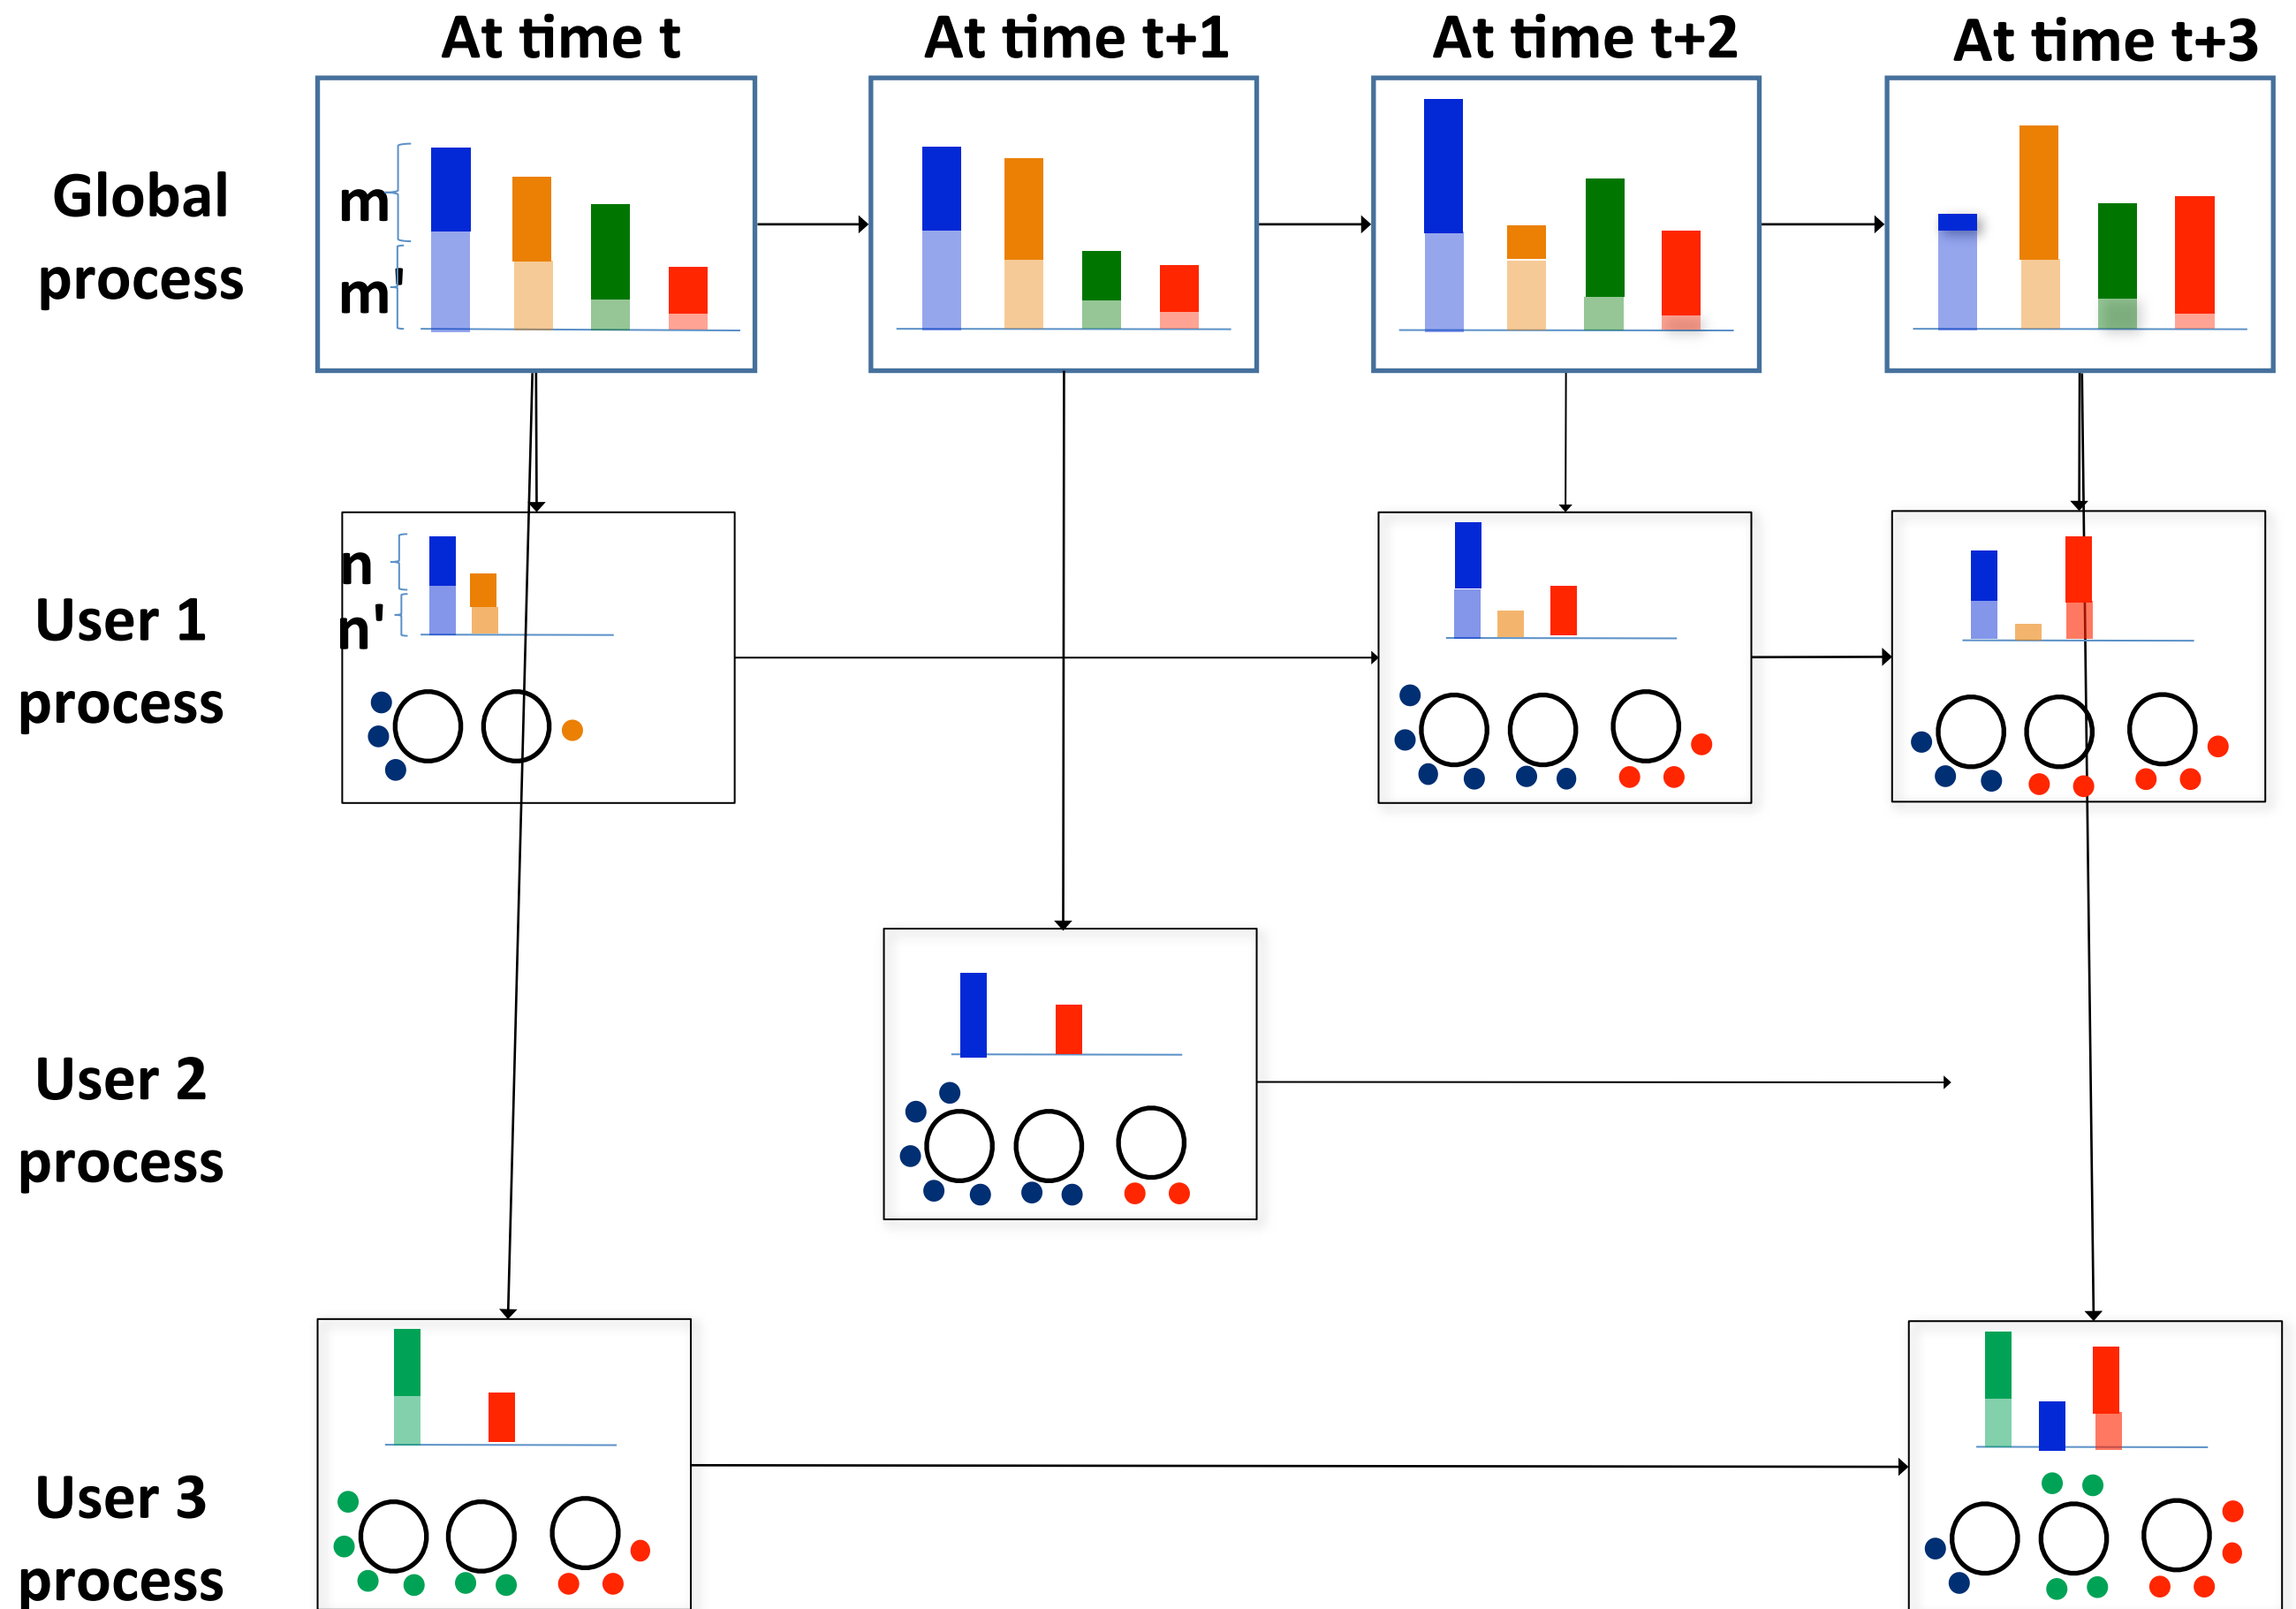 At time t
At time t+1
At time t+2
At time t+3
Global
process
m
m'
User 1
process
n
n'
User 2
process
User 3
process